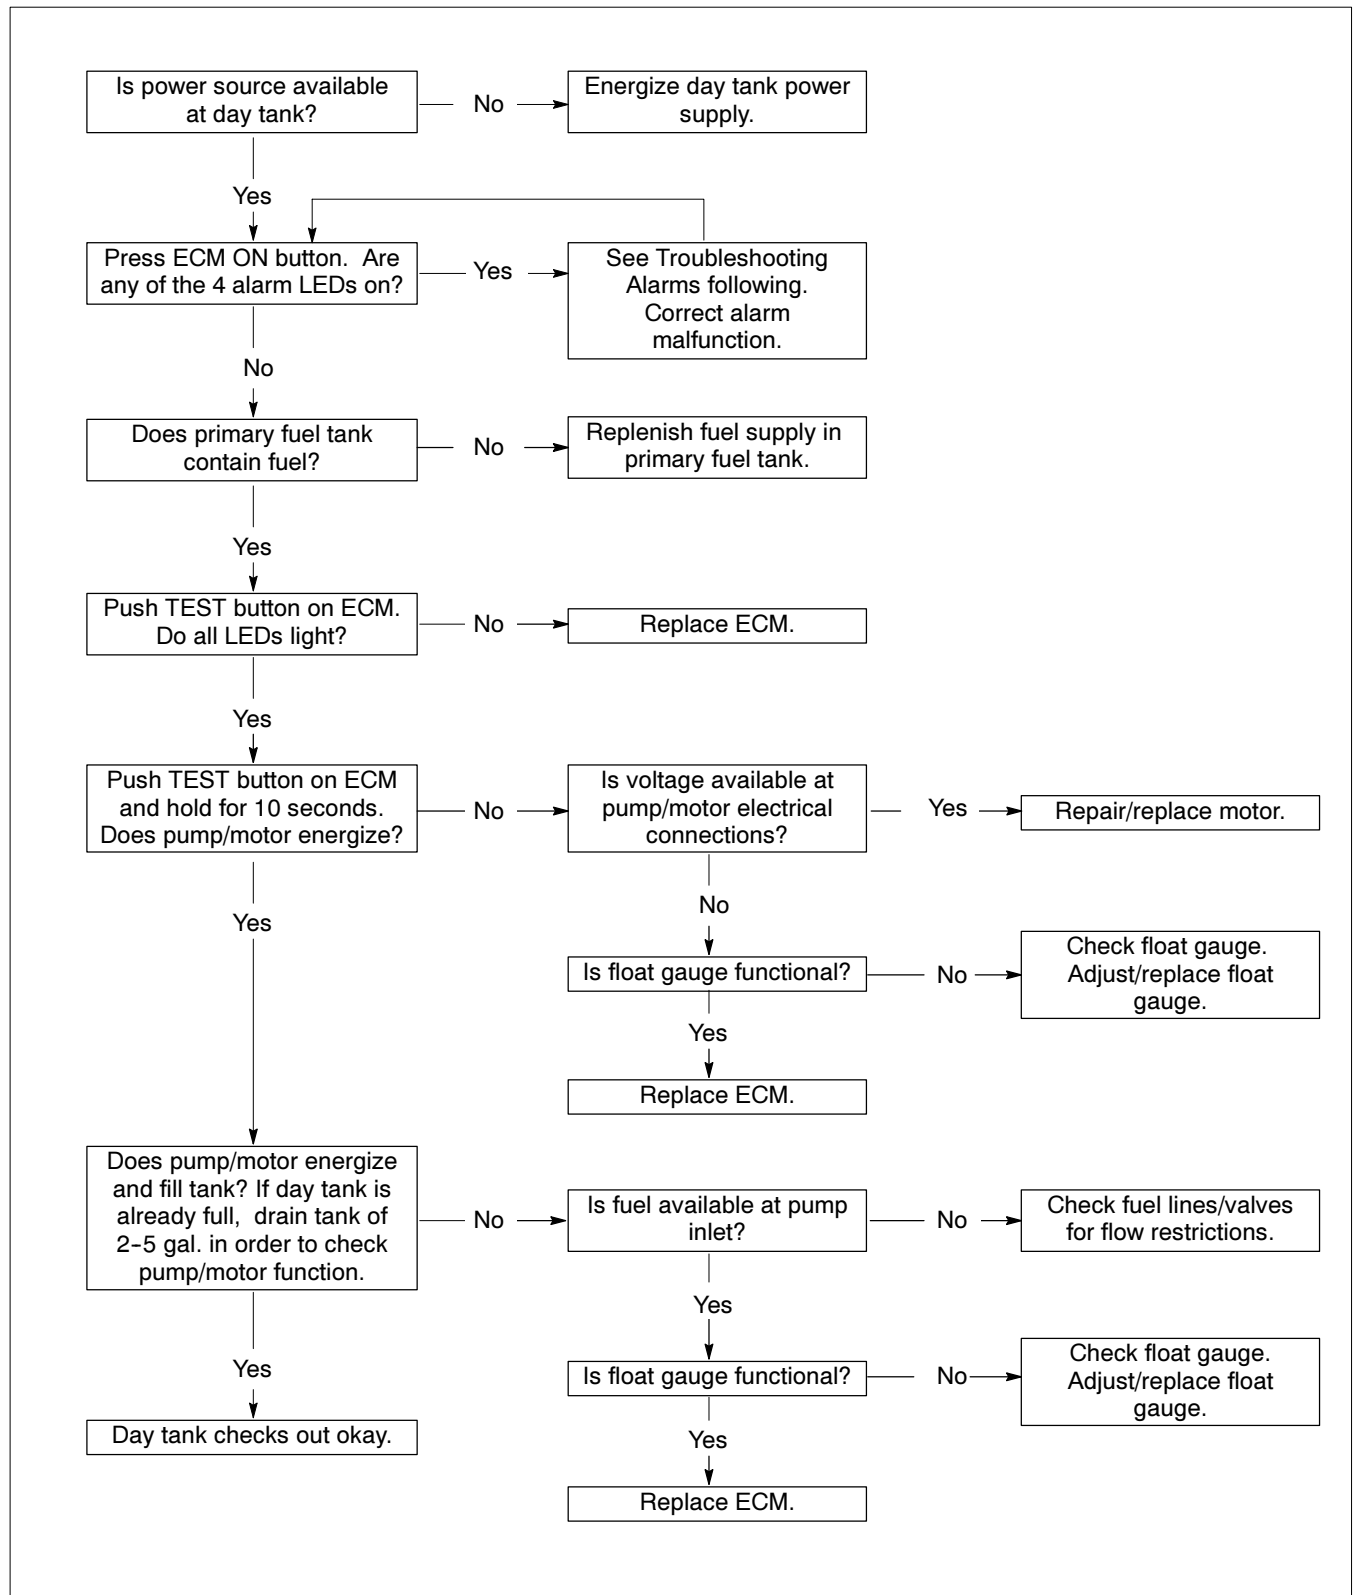 Is power source available
at day tank?
No
Energize day tank power
supply.
Yes
Press ECM ON button. Are
any of the 4 alarm LEDs on?
Yes
See Troubleshooting
Alarms following.
Correct alarm
malfunction.
No
Does primary fuel tank
contain fuel?
No
Replenish fuel supply in
primary fuel tank.
Yes
Push TEST button on ECM.
Do all LEDs light?
No
Replace ECM.
Yes
Push TEST button on ECM
and hold for 10 seconds.
Does pump/motor energize?
No
Is voltage available at
pump/motor electrical
connections?
Yes
Repair/replace motor.
No
Is float gauge functional?
No
Check float gauge.
Adjust/replace float
gauge.
Yes
Replace ECM.
Yes
Does pump/motor energize
and fill tank? If day tank is
already full, drain tank of
2-5 gal. in order to check
pump/motor function.
No
Is fuel available at pump
inlet?
No
Check fuel lines/valves
for flow restrictions.
Yes
Is float gauge functional?
No
Check float gauge.
Adjust/replace float
gauge.
Yes
Replace ECM.
Yes
Day tank checks out okay.